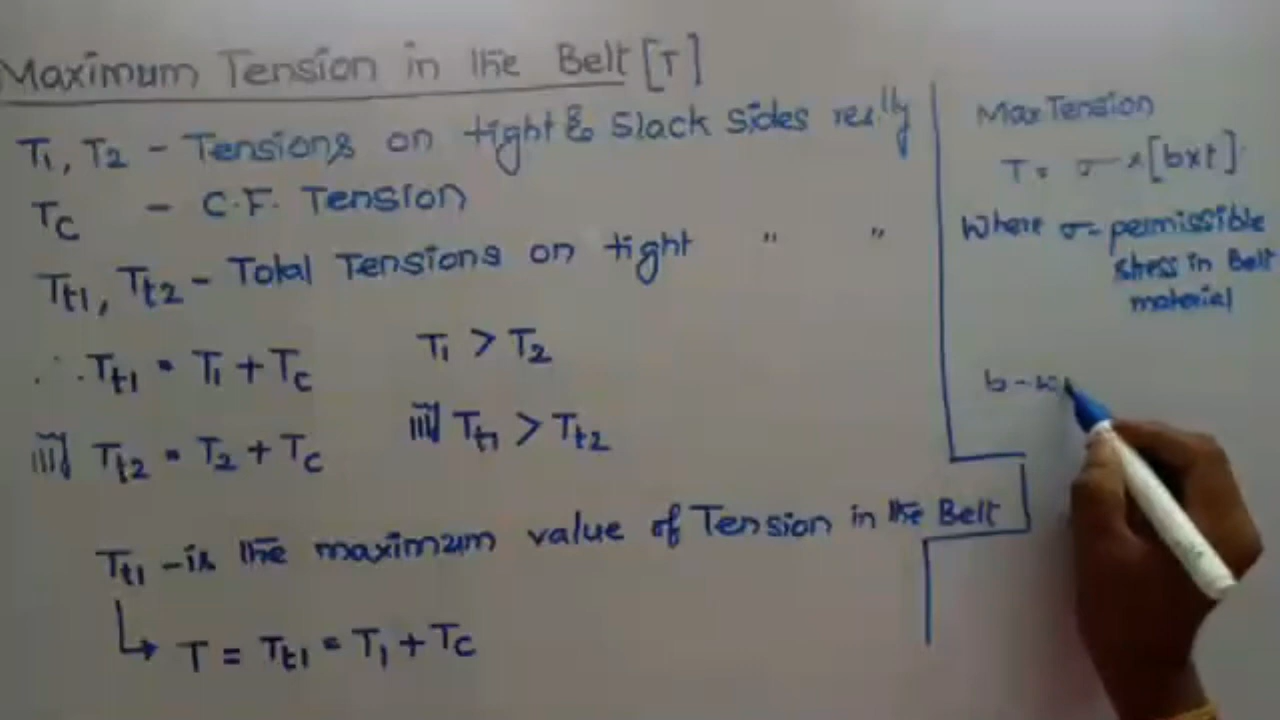 Maximum Tension in the Belt [T]
T1, T2 - Tensions on tight & Slack sides reslly
Tc - C.F. Tension
Tt1, Tt2 - Total Tensions on tight " "
∴ Tt1 = T1 + Tc
T1 > T2
|||ly Tt2 = T2 + Tc
|||ly Tt1 > Tt2
Tt1 - is the maximum value of Tension in the Belt
↳ T = Tt1 = T1 + Tc
Max Tension
T = σ × [b×t]
Where σ - permissible
stress in Belt
material
b - wi